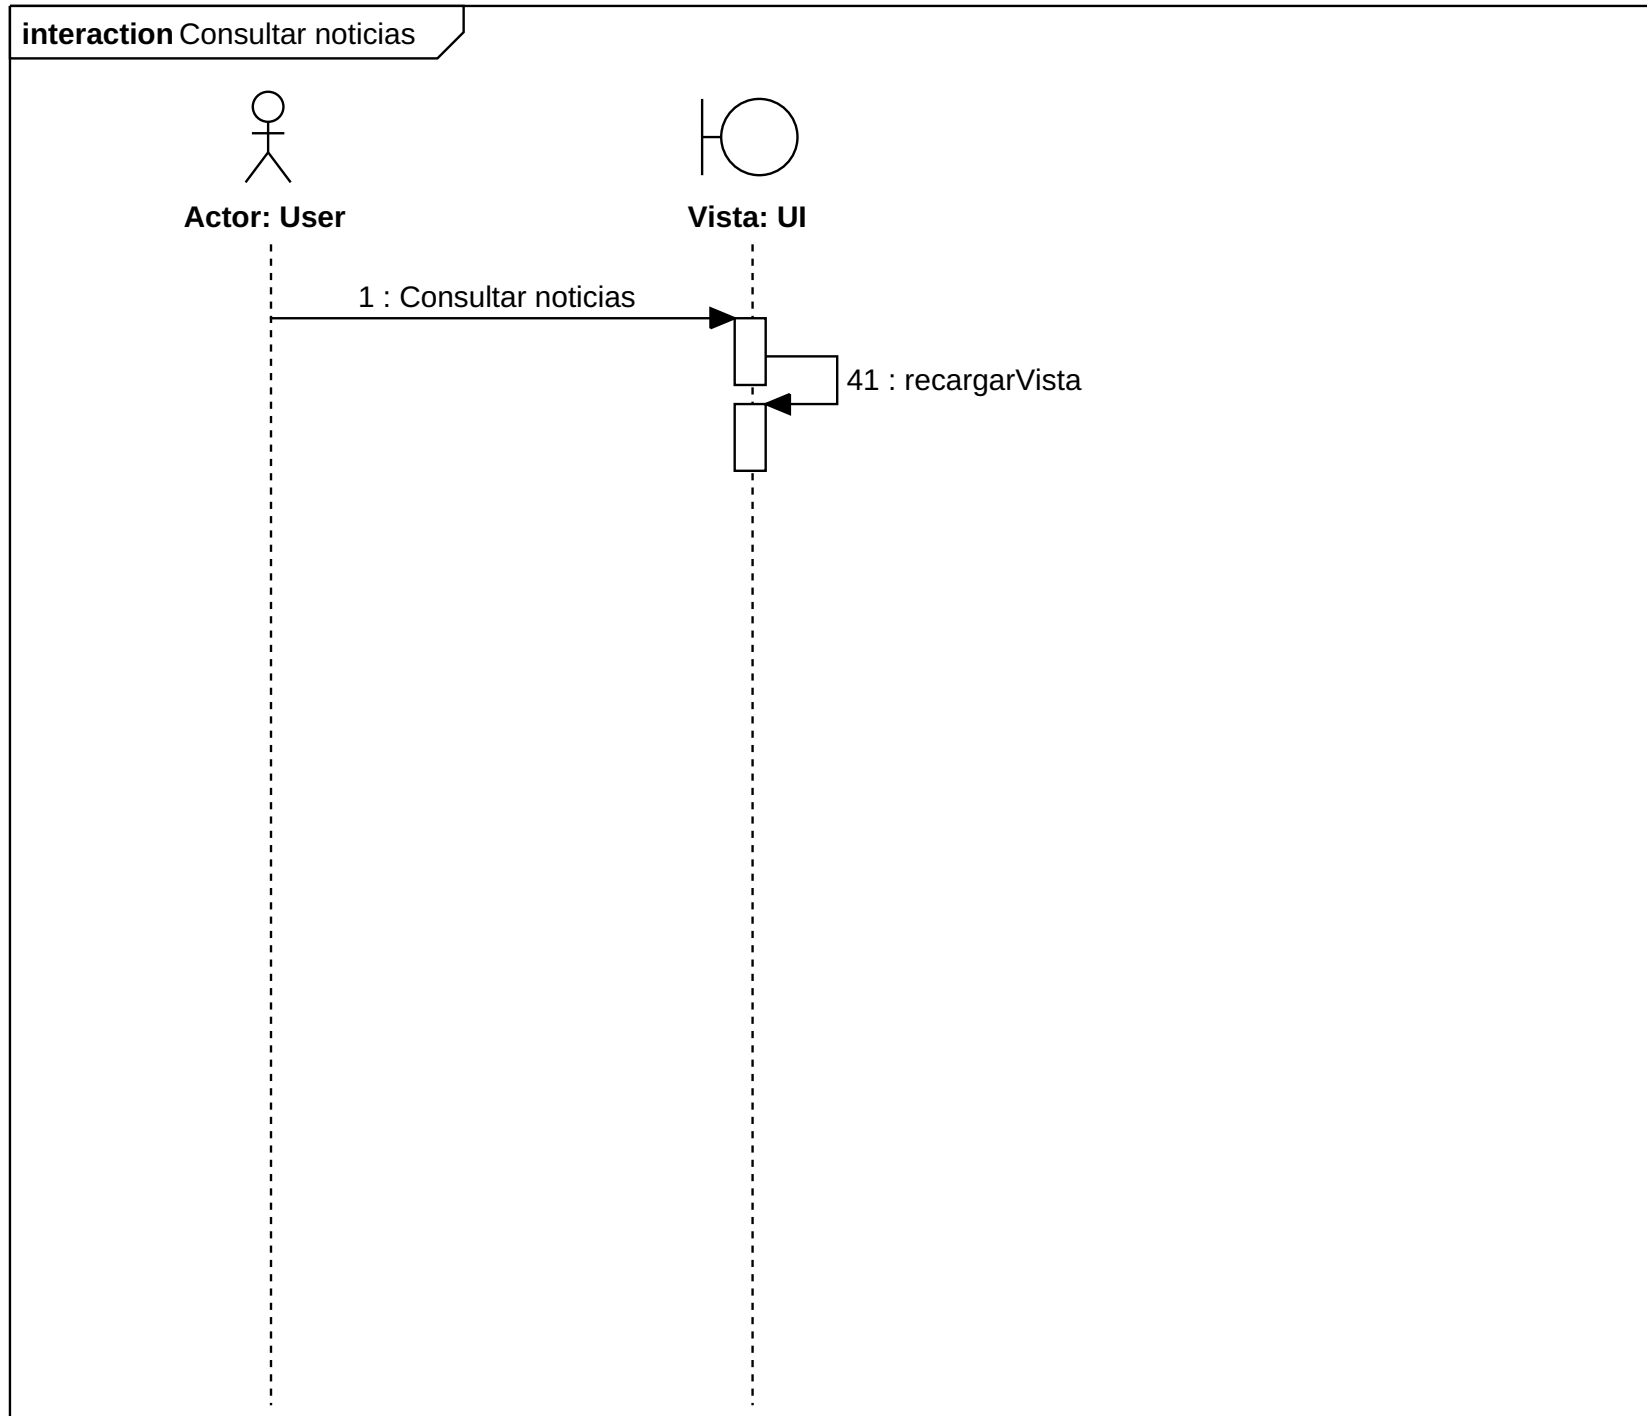 interaction Consultar noticias
Actor: User
Vista: UI
1 : Consultar noticias
41 : recargarVista